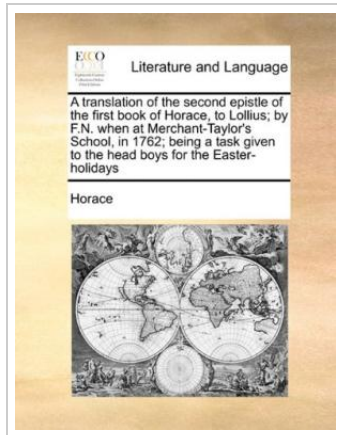 ECCO
Literature and Language
A translation of the second epistle of
the first book of Horace, to Lollius; by
F.N. when at Merchant-Taylor's
School, in 1762; being a task given
to the head boys for the Easter-
holidays
Horace